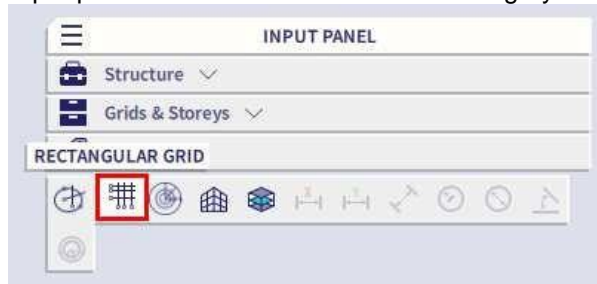 INPUT PANEL
Structure
Grids & Storeys
RECTANGULAR GRID